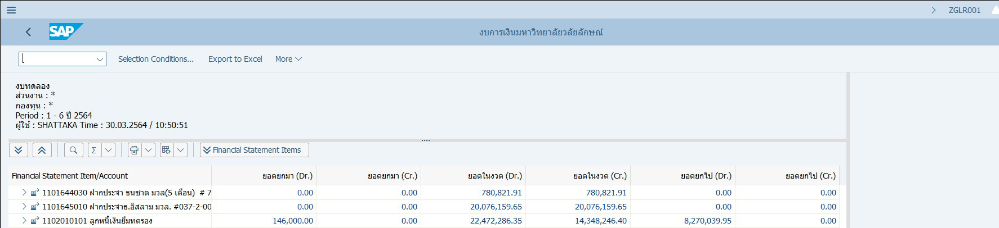 ZGLR001
SAP
งบการเงินมหาวิทยาลัยวลัยลักษณ์
Selection Conditions... Export to Excel More
งบทดลอง
ส่วนงาน : *
กองทุน : *
Period : 1 - 6 ปี 2564
ผู้ใช้ : SHATTAKA Time : 30.03.2564 / 10:50:51
Σ Financial Statement Items
Financial Statement Item/Account ยอดยกมา (Dr.) ยอดยกมา (Cr.) ยอดในงวด (Dr.) ยอดในงวด (Cr.) ยอดยกไป (Dr.) ยอดยกไป (Cr.)
1101644030 ฝากประจำ ธนชาต มวล(5 เดือน) # 7 0.00 0.00 780,821.91 780,821.91 0.00 0.00
1101645010 ฝากประจำธ.อิสลาม มวล. #037-2-00 0.00 0.00 20,076,159.65 20,076,159.65 0.00 0.00
1102010101 ลูกหนี้เงินยืมทดรอง 146,000.00 0.00 22,472,286.35 14,348,246.40 8,270,039.95 0.00